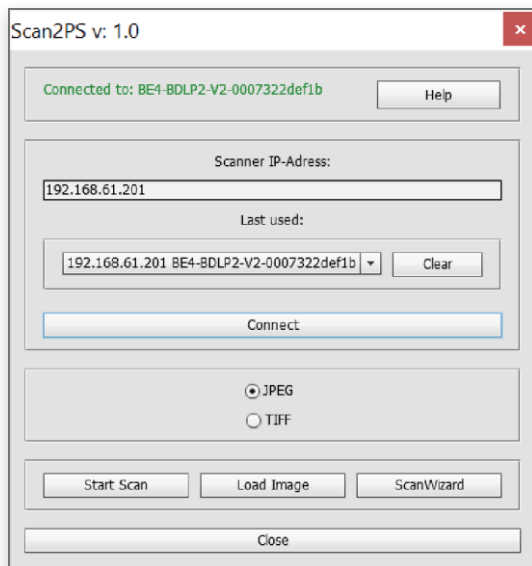 Scan2PS v: 1.0
Connected to: BE4-BDLP2-V2-0007322def1b
Help
Scanner IP-Adress:
192.168.61.201
Last used:
192.168.61.201 BE4-BDLP2-V2-0007322def1b
Clear
Connect
JPEG
TIFF
Start Scan
Load Image
ScanWizard
Close